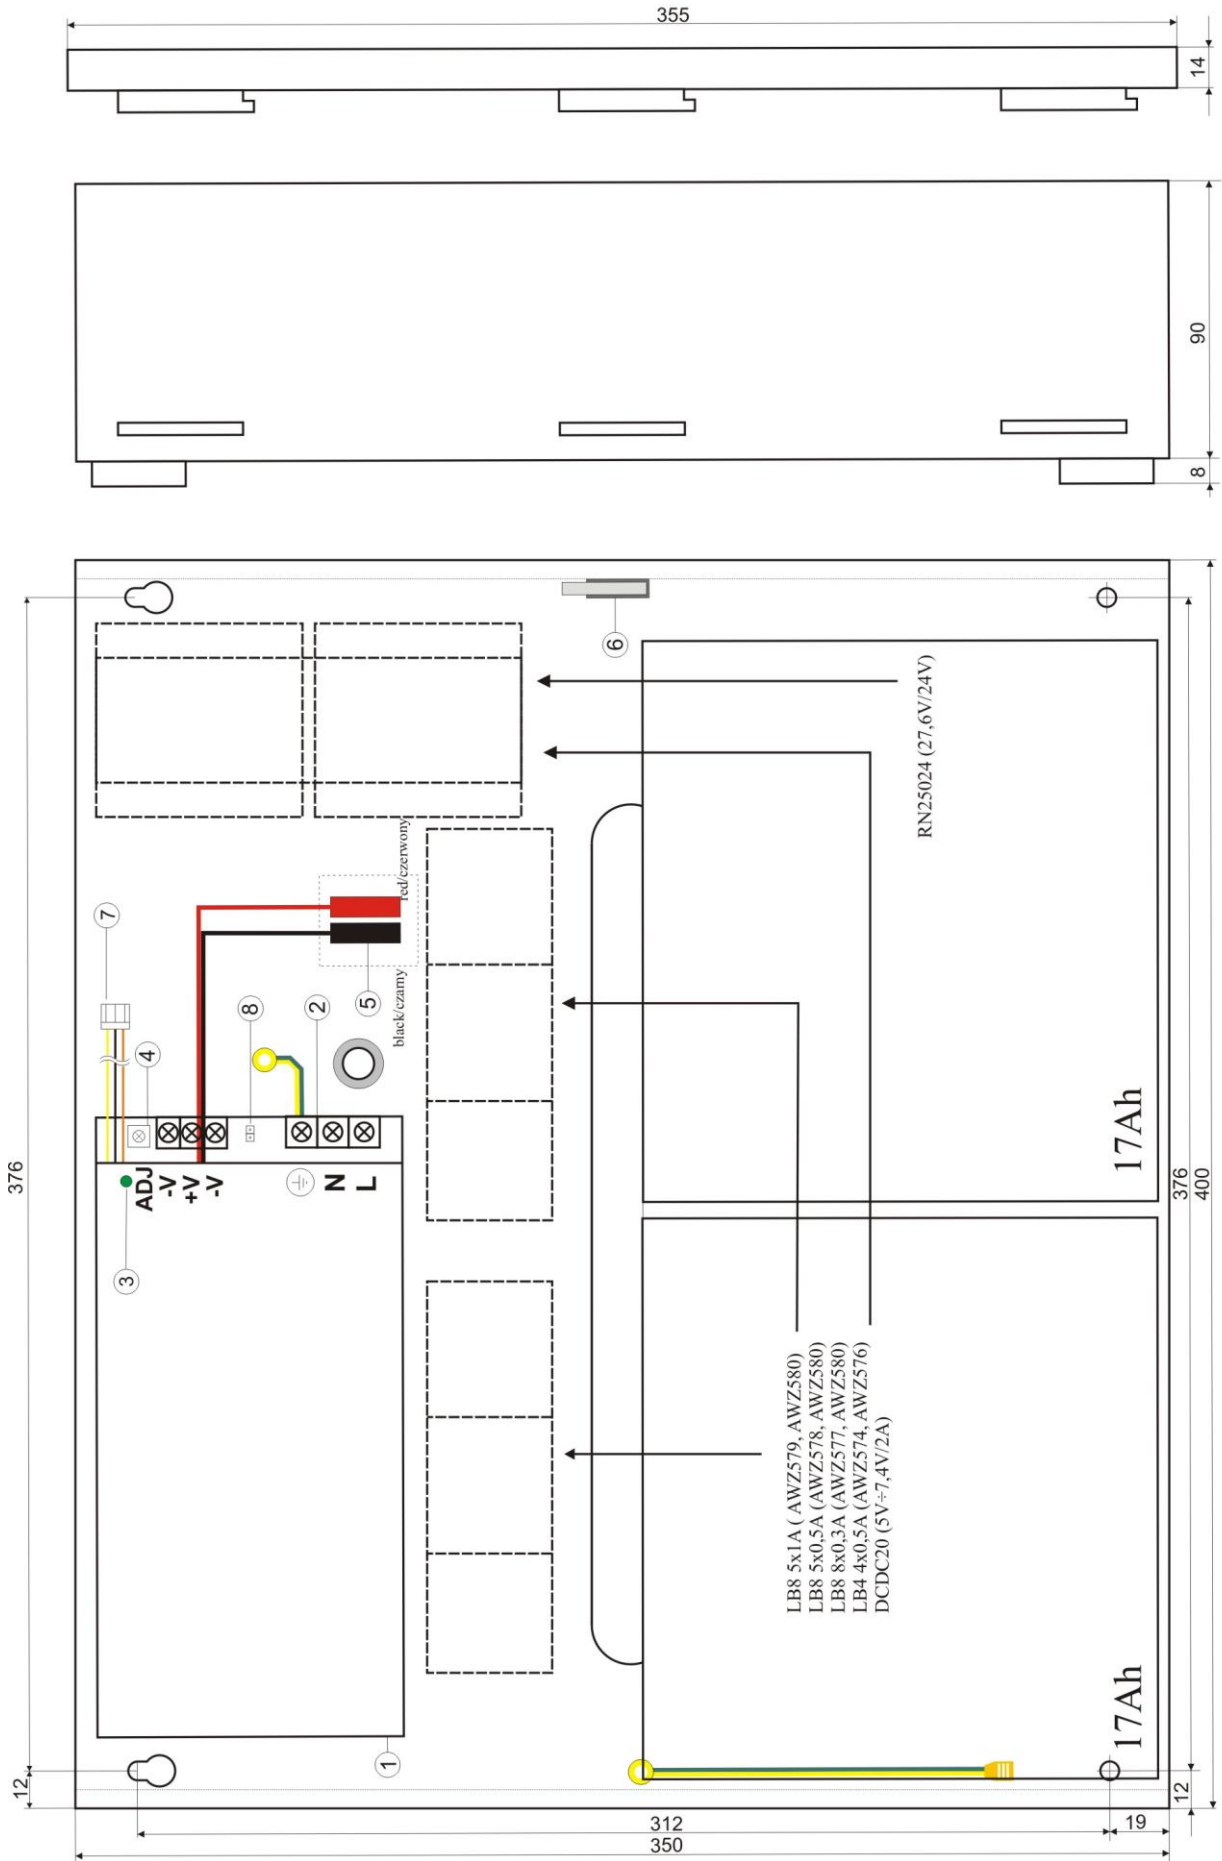 355
14
90
8
376
6
RN25024 (27,6V/24V)
red/czerwony
7
5
black/czarny
8
2
4
ADJ
-V
+V
-V
N
L
3
17Ah
376
400
LB8 5x1A ( AWZ579, AWZ580)
LB8 5x0,5A (AWZ578, AWZ580)
LB8 8x0,3A (AWZ577, AWZ580)
LB4 4x0,5A (AWZ574, AWZ576)
DCDC20 (5V÷7,4V/2A)
17Ah
1
12
12
312
19
350